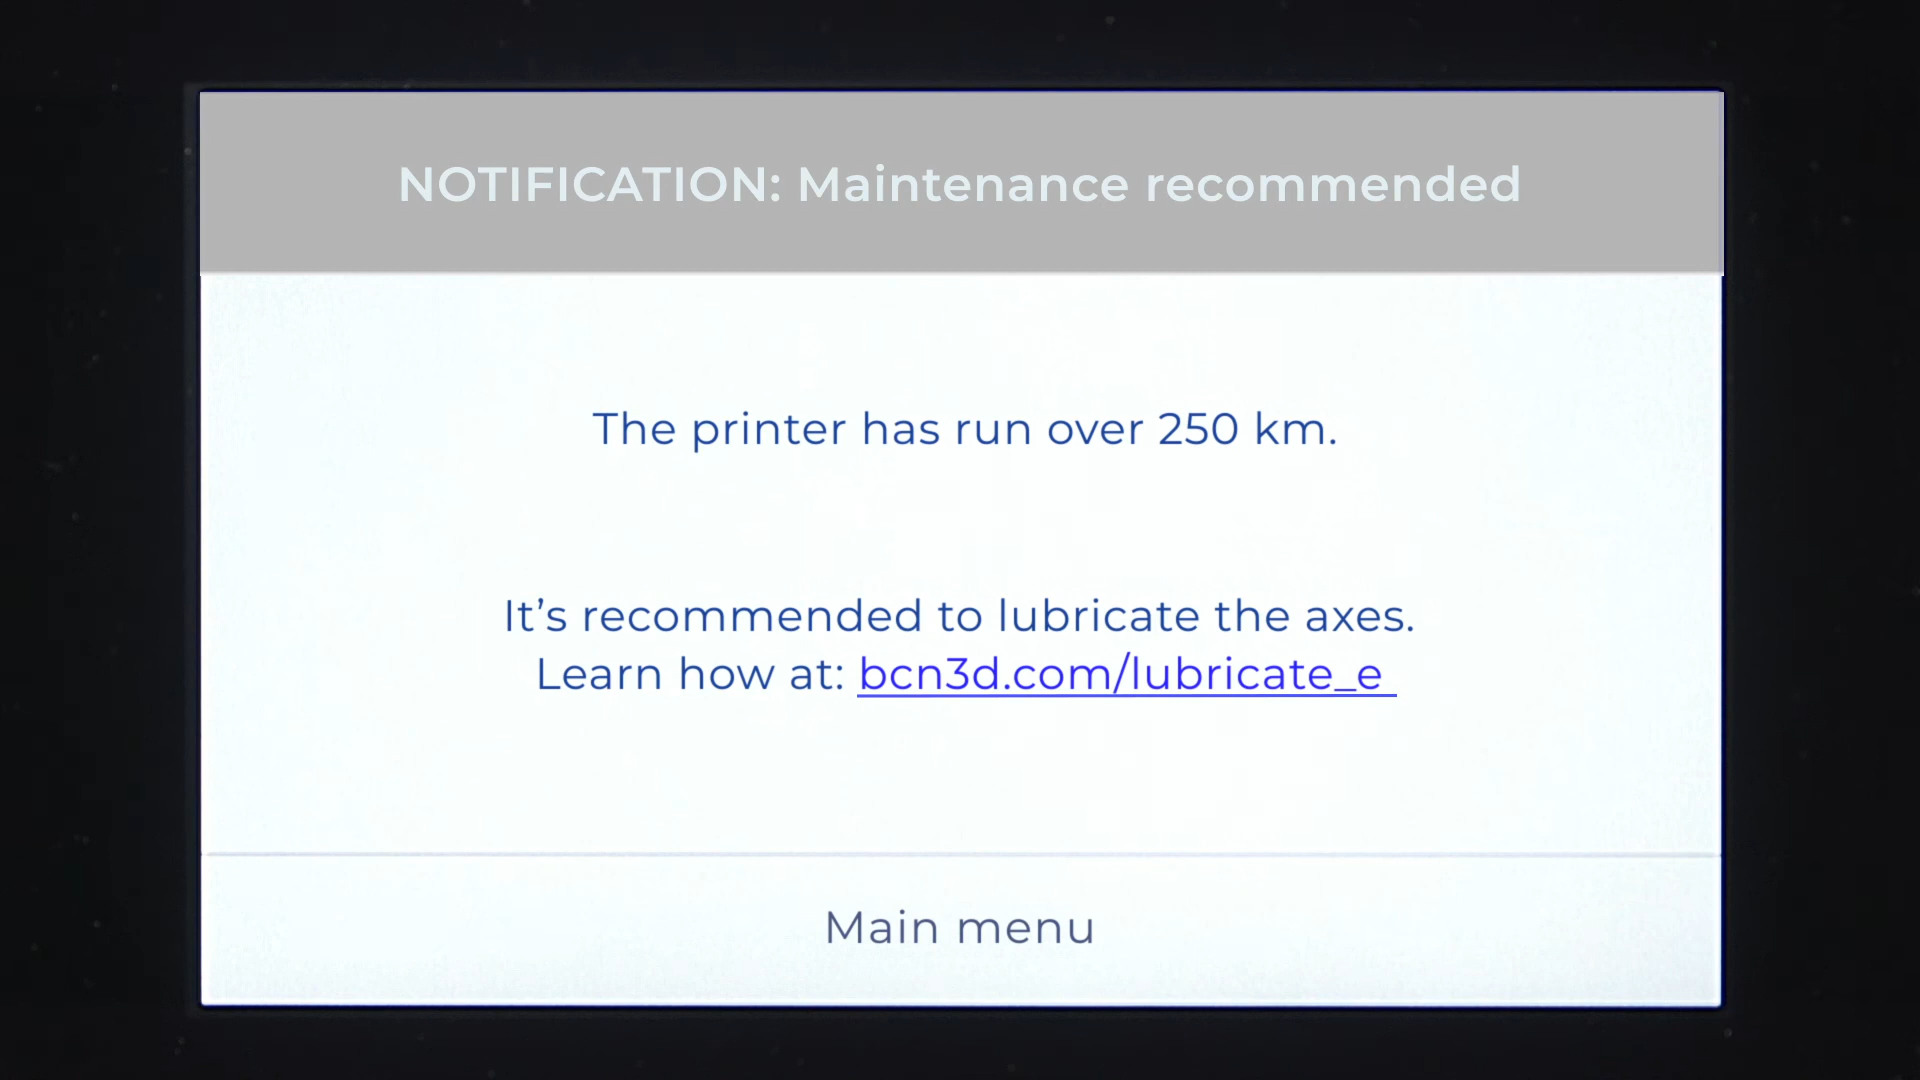 NOTIFICATION: Maintenance recommended
The printer has run over 250 km.
It’s recommended to lubricate the axes.
Learn how at: bcn3d.com/lubricate_e
Main menu